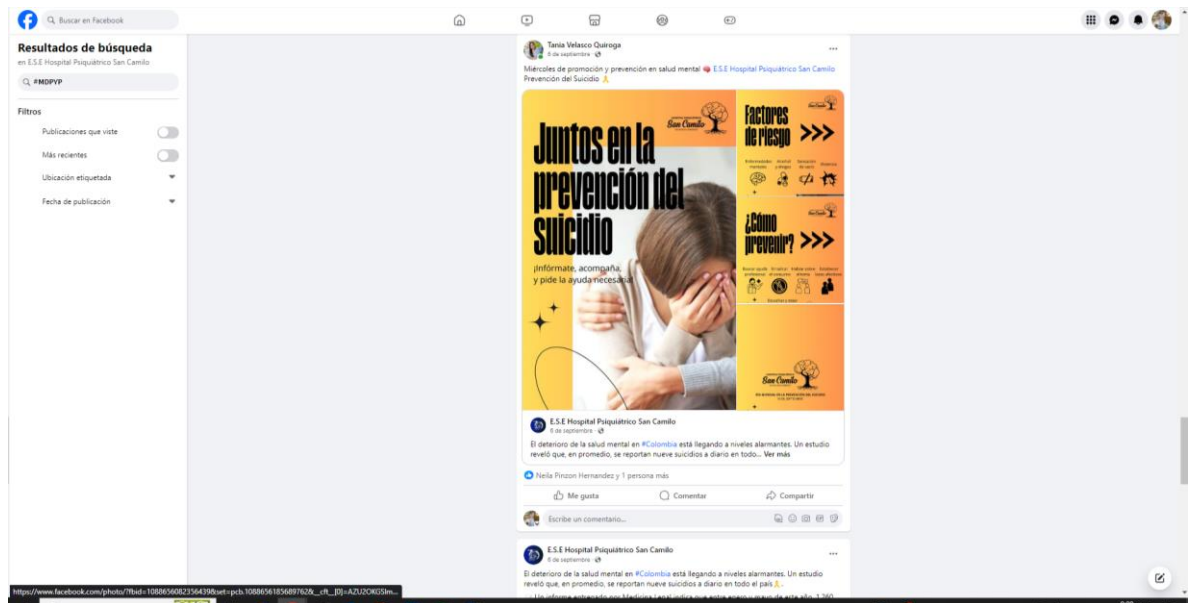 Buscar en Facebook
Resultados de búsqueda
en E.S.E Hospital Psiquiátrico San Camilo
#MDPYP
Filtros
Publicaciones que viste
Más recientes
Ubicación etiquetada
Fecha de publicación
Tania Velasco Quiroga
6 de septiembre
Miércoles de promoción y prevención en salud mental E.S.E Hospital Psiquiátrico San Camilo
Prevención del Suicidio
San Camilo
Juntos en la
prevención del
suicidio
¡Infórmate, acompaña,
y pide la ayuda necesaria!
Factores
de riesgo
>>>
¿Cómo
prevenir?
>>>
San Camilo
E.S.E Hospital Psiquiátrico San Camilo
6 de septiembre
El deterioro de la salud mental en #Colombia está llegando a niveles alarmantes. Un estudio
reveló que, en promedio, se reportan nueve suicidios a diario en todo... Ver más
Neila Pinzon Hernandez y 1 persona más
Me gusta
Comentar
Compartir
Escribe un comentario...
E.S.E Hospital Psiquiátrico San Camilo
6 de septiembre
El deterioro de la salud mental en #Colombia está llegando a niveles alarmantes. Un estudio
reveló que, en promedio, se reportan nueve suicidios a diario en todo el país